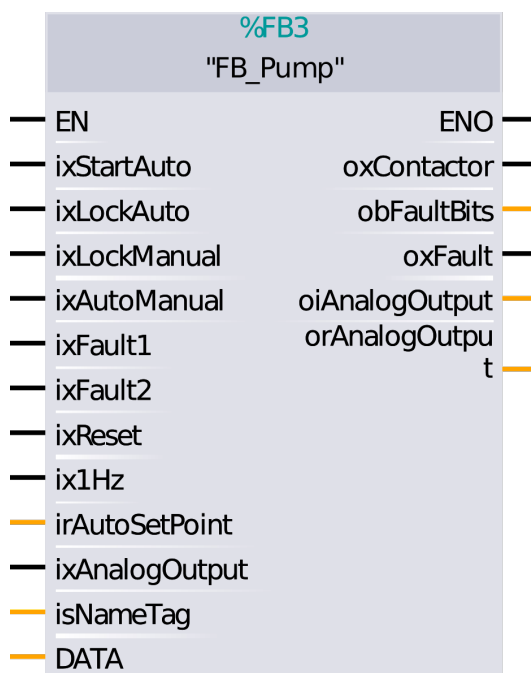 %FB3
"FB_Pump"
EN ENO
ixStartAuto oxContactor
ixLockAuto obFaultBits
ixLockManual oxFault
ixAutoManual oiAnalogOutput
ixFault1 orAnalogOutpu
t
ixFault2
ixReset
ix1Hz
irAutoSetPoint
ixAnalogOutput
isNameTag
DATA